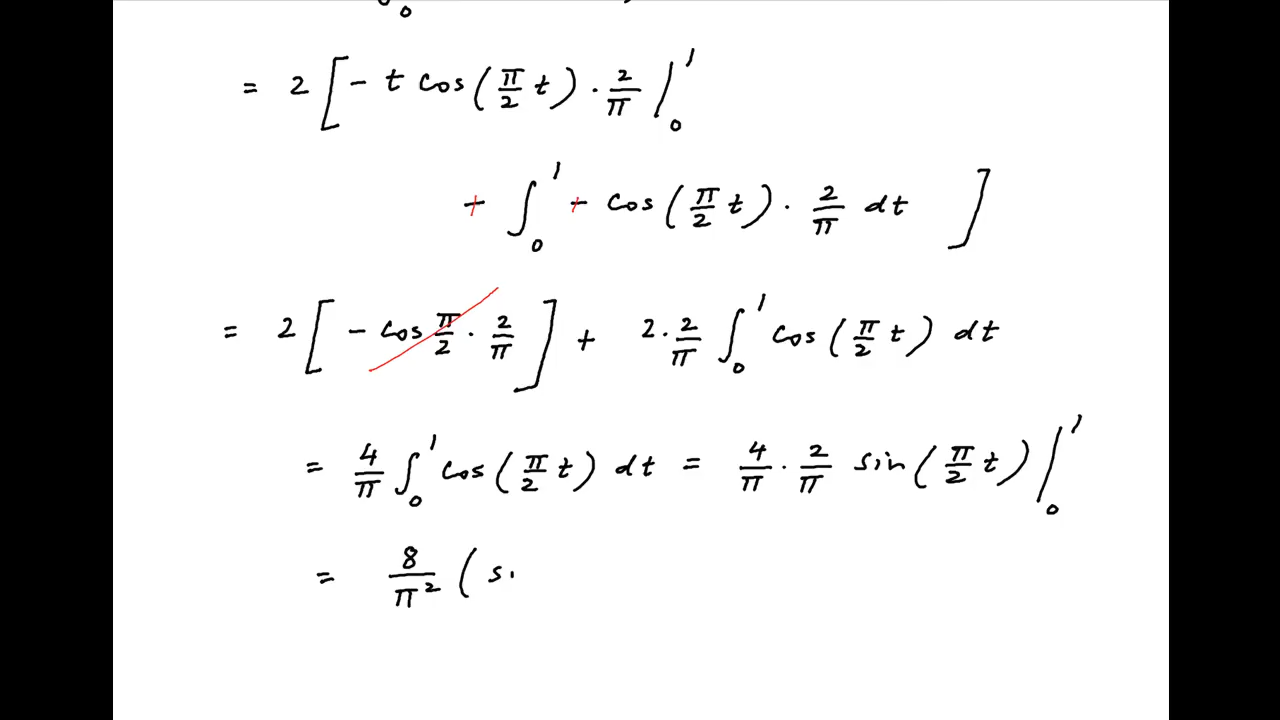 = 2 [ - t cos(π/2 t) · 2/π |₀¹
+ ∫₀¹ + cos(π/2 t) · 2/π dt ]
= 2 [ - cos π/2 · 2/π ] + 2 · 2/π ∫₀¹ cos(π/2 t) dt
= 4/π ∫₀¹ cos(π/2 t) dt = 4/π · 2/π sin(π/2 t) |₀¹
= 8/π² ( s